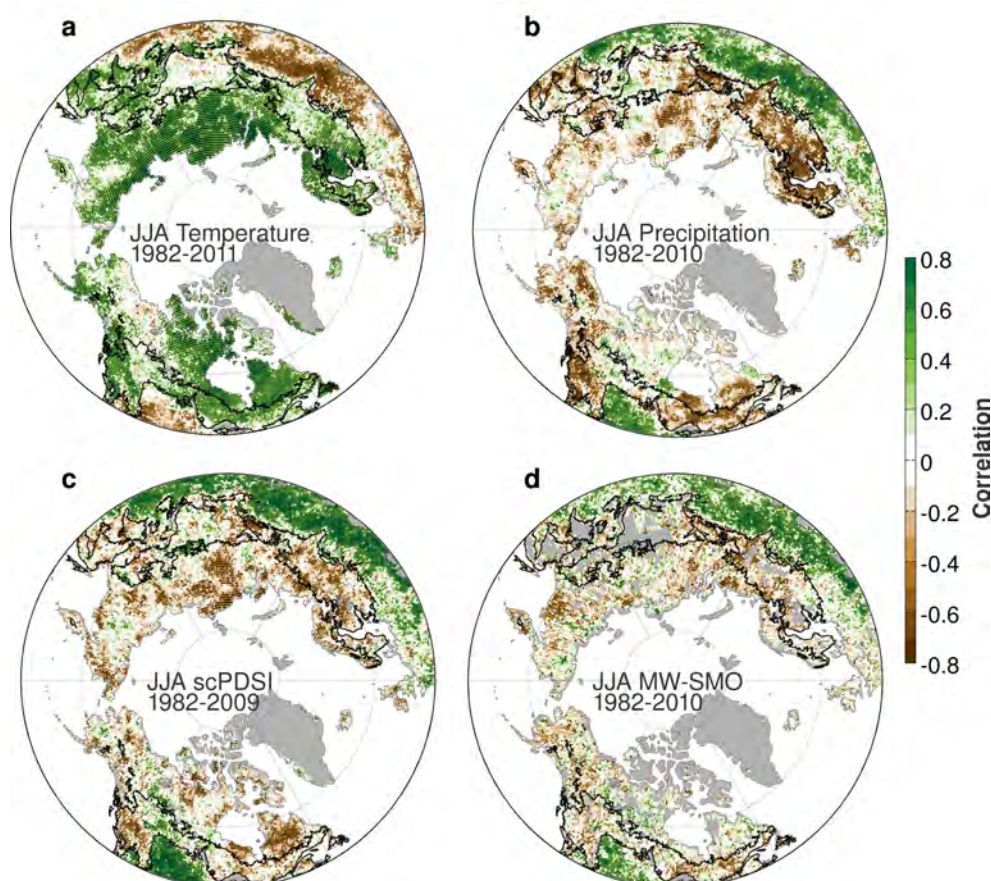 a
b
JJA Temperature
1982-2011
JJA Precipitation
1982-2010
c
d
JJA scPDSI
1982-2009
JJA MW-SMO
1982-2010
0.8
0.6
0.4
0.2
0
-0.2
-0.4
-0.6
-0.8
Correlation